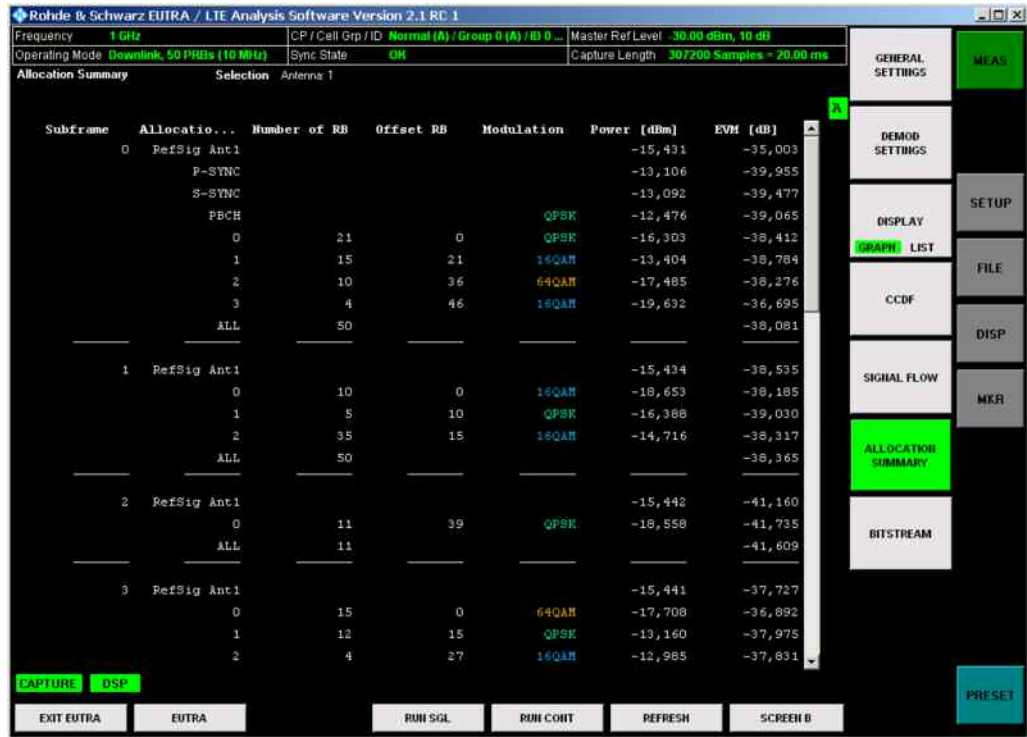 Rohde & Schwarz EUTRA / LTE Analysis Software Version 2.1 RC 1
Frequency 1 GHz CP / Cell Grp / ID Normal (A) / Group 0 (A) / ID 0 ... Master Ref Level -30.00 dBm, 10 dB
Operating Mode Downlink, 50 PRBs (10 MHz) Sync State OK Capture Length 307200 Samples = 20.00 ms
Allocation Summary Selection Antenna: 1
A
Subframe Allocatio... Number of RB Offset RB Modulation Power [dBm] EVM [dB]
0 RefSig Ant1 -15,431 -35,003
P-SYNC -13,106 -39,955
S-SYNC -13,092 -39,477
PBCH QPSK -12,476 -39,065
0 21 0 QPSK -16,303 -38,412
1 15 21 16QAM -13,404 -38,784
2 10 36 64QAM -17,485 -38,276
3 4 46 16QAM -19,632 -36,695
ALL 50 -38,081
1 RefSig Ant1 -15,434 -38,535
0 10 0 16QAM -18,653 -38,185
1 5 10 QPSK -16,388 -39,030
2 35 15 16QAM -14,716 -38,317
ALL 50 -38,365
2 RefSig Ant1 -15,442 -41,160
0 11 39 QPSK -18,558 -41,735
ALL 11 -41,609
3 RefSig Ant1 -15,441 -37,727
0 15 0 64QAM -17,708 -36,892
1 12 15 QPSK -13,160 -37,975
2 4 27 16QAM -12,985 -37,831
CAPTURE DSP
EXIT EUTRA EUTRA RUN SGL RUN CONT REFRESH SCREEN B
GENERAL
SETTINGS
DEMOD
SETTINGS
DISPLAY
GRAPH LIST
CCDF
SIGNAL FLOW
ALLOCATION
SUMMARY
BITSTREAM
MEAS
SETUP
FILE
DISP
MKR
PRESET